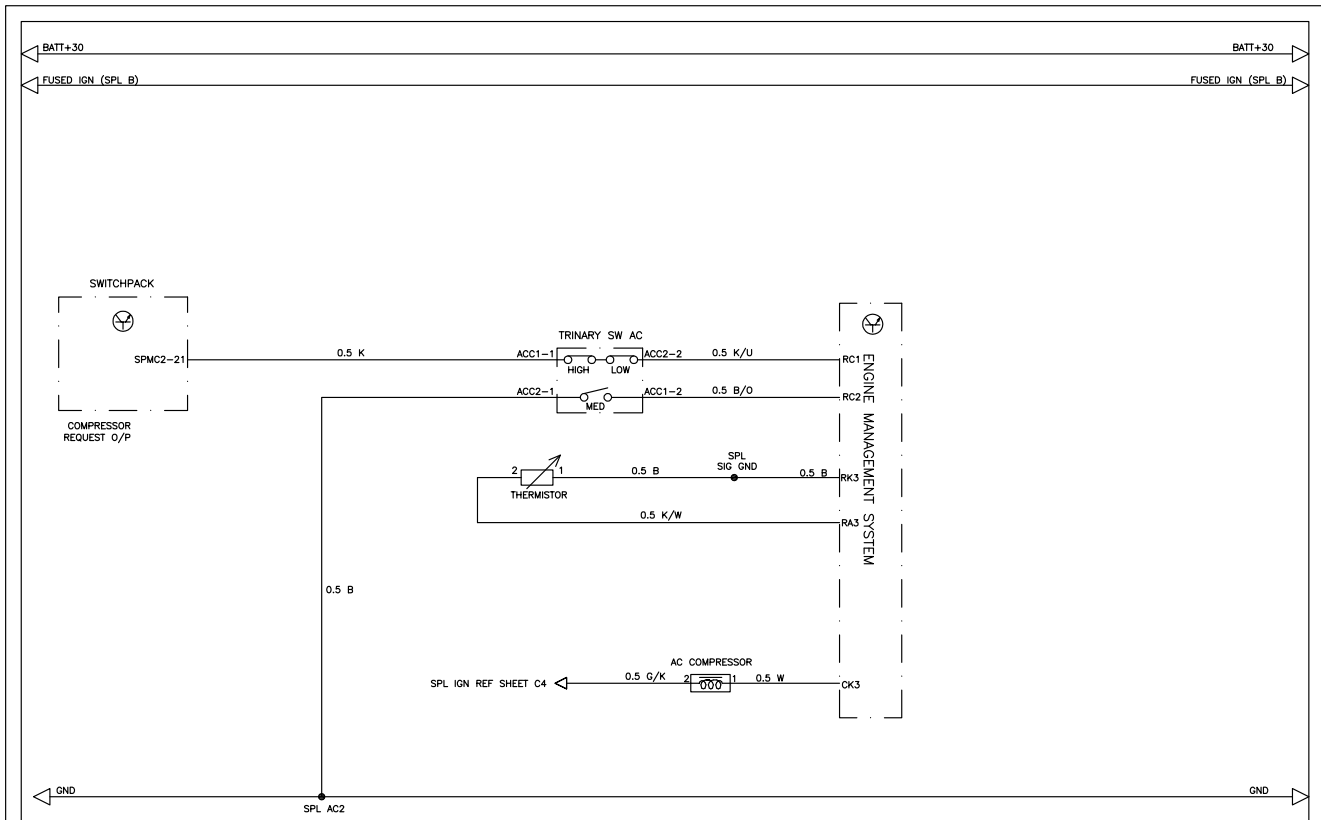 BATT+30
BATT+30
FUSED IGN (SPL B)
FUSED IGN (SPL B)
SWITCHPACK
SPMC2-21
COMPRESSOR
REQUEST O/P
0.5 K
TRINARY SW AC
ACC1-1
HIGH
LOW
ACC2-2
0.5 K/U
RC1
ACC2-1
MED
ACC1-2
0.5 B/O
RC2
2
1
THERMISTOR
0.5 B
SPL
SIG GND
0.5 B
RK3
0.5 K/W
RA3
ENGINE MANAGEMENT SYSTEM
0.5 B
AC COMPRESSOR
SPL IGN REF SHEET C4
0.5 G/K
2
1
0.5 W
CK3
GND
GND
SPL AC2